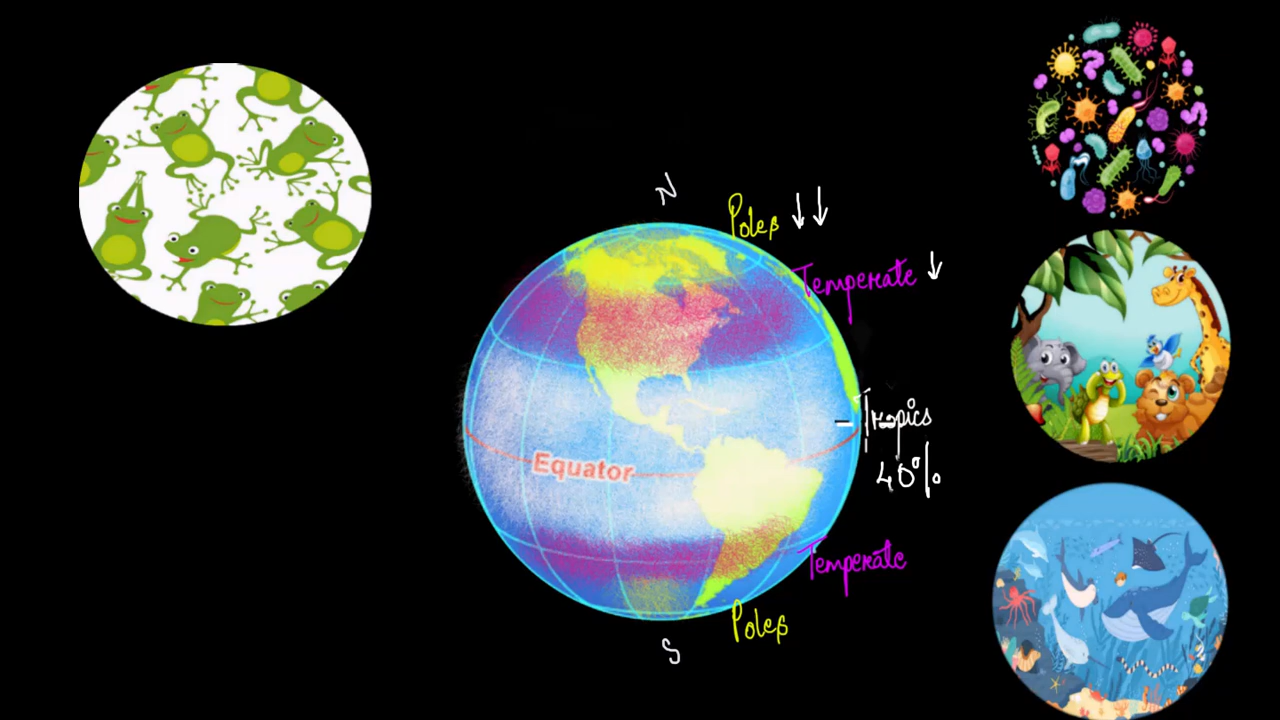 N
Poles ↓↓
Temperate ↓
- Tropics
40%
Equator
Temperate
Poles
S